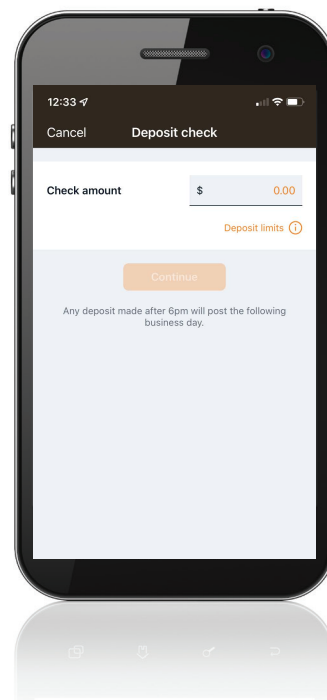 12:33
Cancel Deposit check
Check amount $ 0.00
Deposit limits
Continue
Any deposit made after 6pm will post the following
business day.